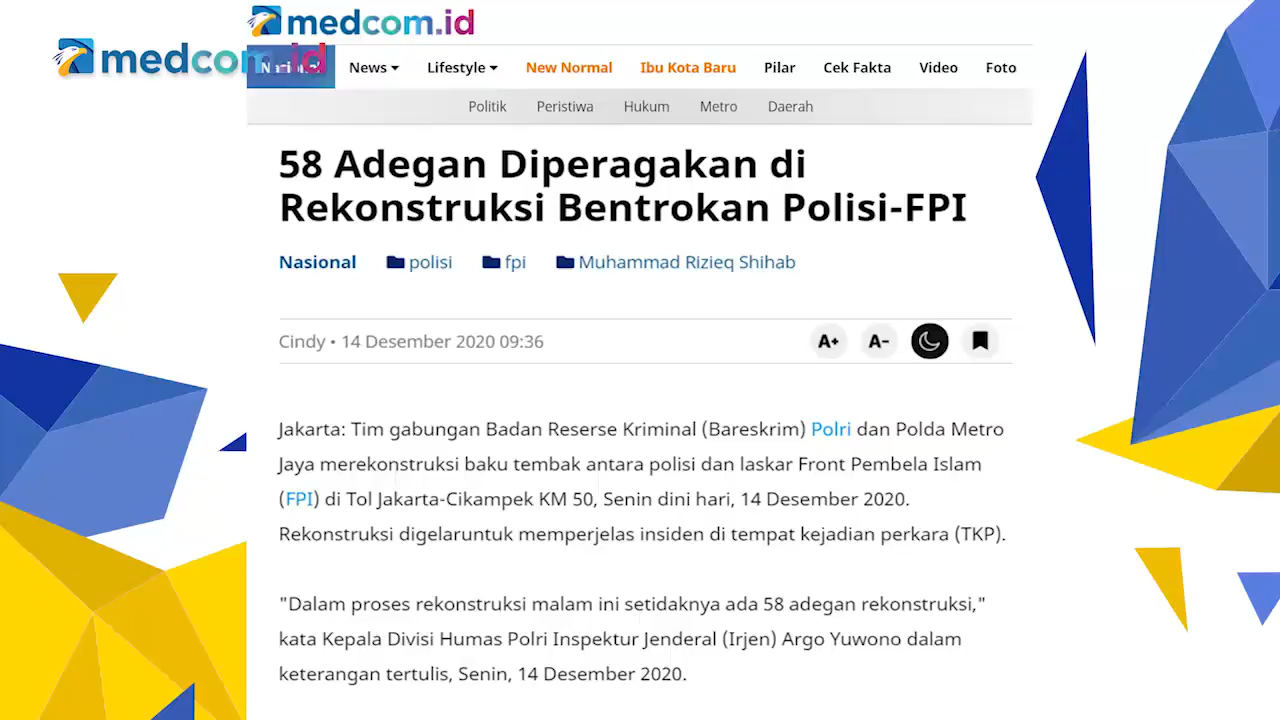 medcom.id
medcom.id
Nasional News Lifestyle New Normal Ibu Kota Baru Pilar Cek Fakta Video Foto
Politik Peristiwa Hukum Metro Daerah
58 Adegan Diperagakan di
Rekonstruksi Bentrokan Polisi-FPI
Nasional polisi fpi Muhammad Rizieq Shihab
Cindy • 14 Desember 2020 09:36 A+ A-
Jakarta: Tim gabungan Badan Reserse Kriminal (Bareskrim) Polri dan Polda Metro
Jaya merekonstruksi baku tembak antara polisi dan laskar Front Pembela Islam
(FPI) di Tol Jakarta-Cikampek KM 50, Senin dini hari, 14 Desember 2020.
Rekonstruksi digelaruntuk memperjelas insiden di tempat kejadian perkara (TKP).
"Dalam proses rekonstruksi malam ini setidaknya ada 58 adegan rekonstruksi,"
kata Kepala Divisi Humas Polri Inspektur Jenderal (Irjen) Argo Yuwono dalam
keterangan tertulis, Senin, 14 Desember 2020.